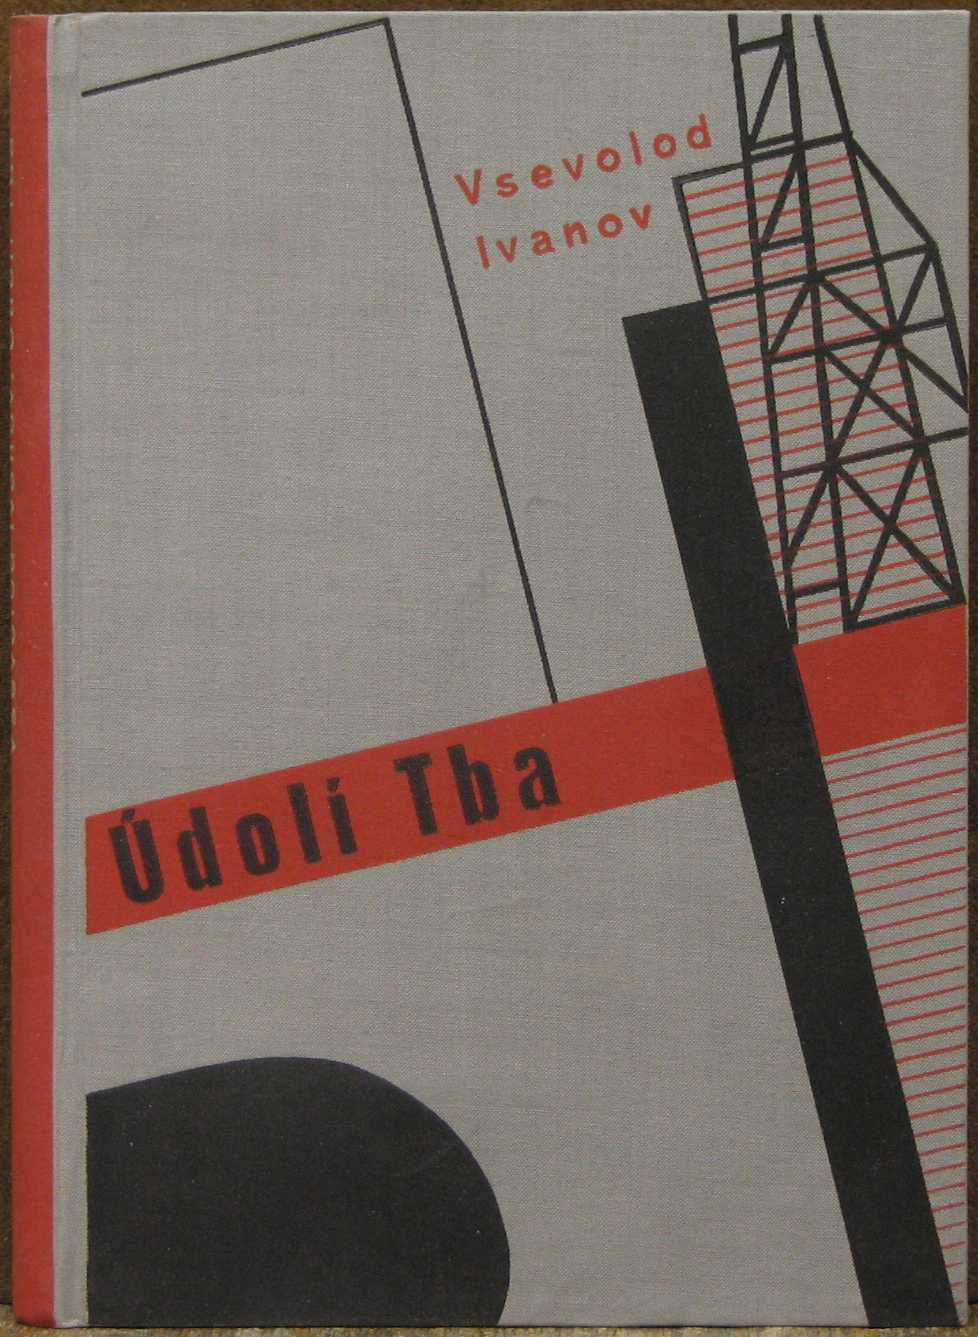 Vsevolod
Ivanov
Údolí Tba